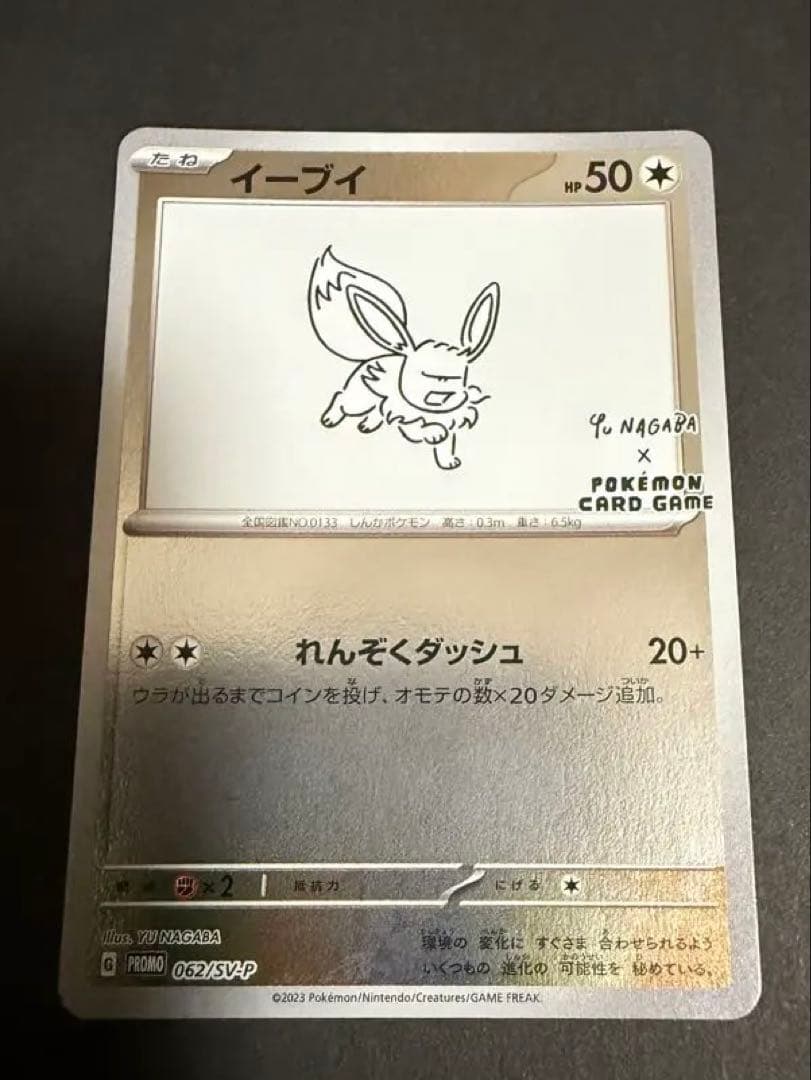 たね
イーブイ
HP 50
Yu NAGABA
×
POKÉMON
CARD GAME
全国図鑑NO.0133 しんかポケモン 高さ:0.3m 重さ:6.5kg
れんぞくダッシュ 20+
ウラが出るまでコインを投げ、オモテの数×20ダメージ追加。
×2 抵抗力 にげる
Illus. YU NAGABA
環境の 変化に すぐさま 合わせられるよう
いくつもの 進化の 可能性を 秘めている。
G PROMO 062/SV-P
©2023 Pokémon/Nintendo/Creatures/GAME FREAK.